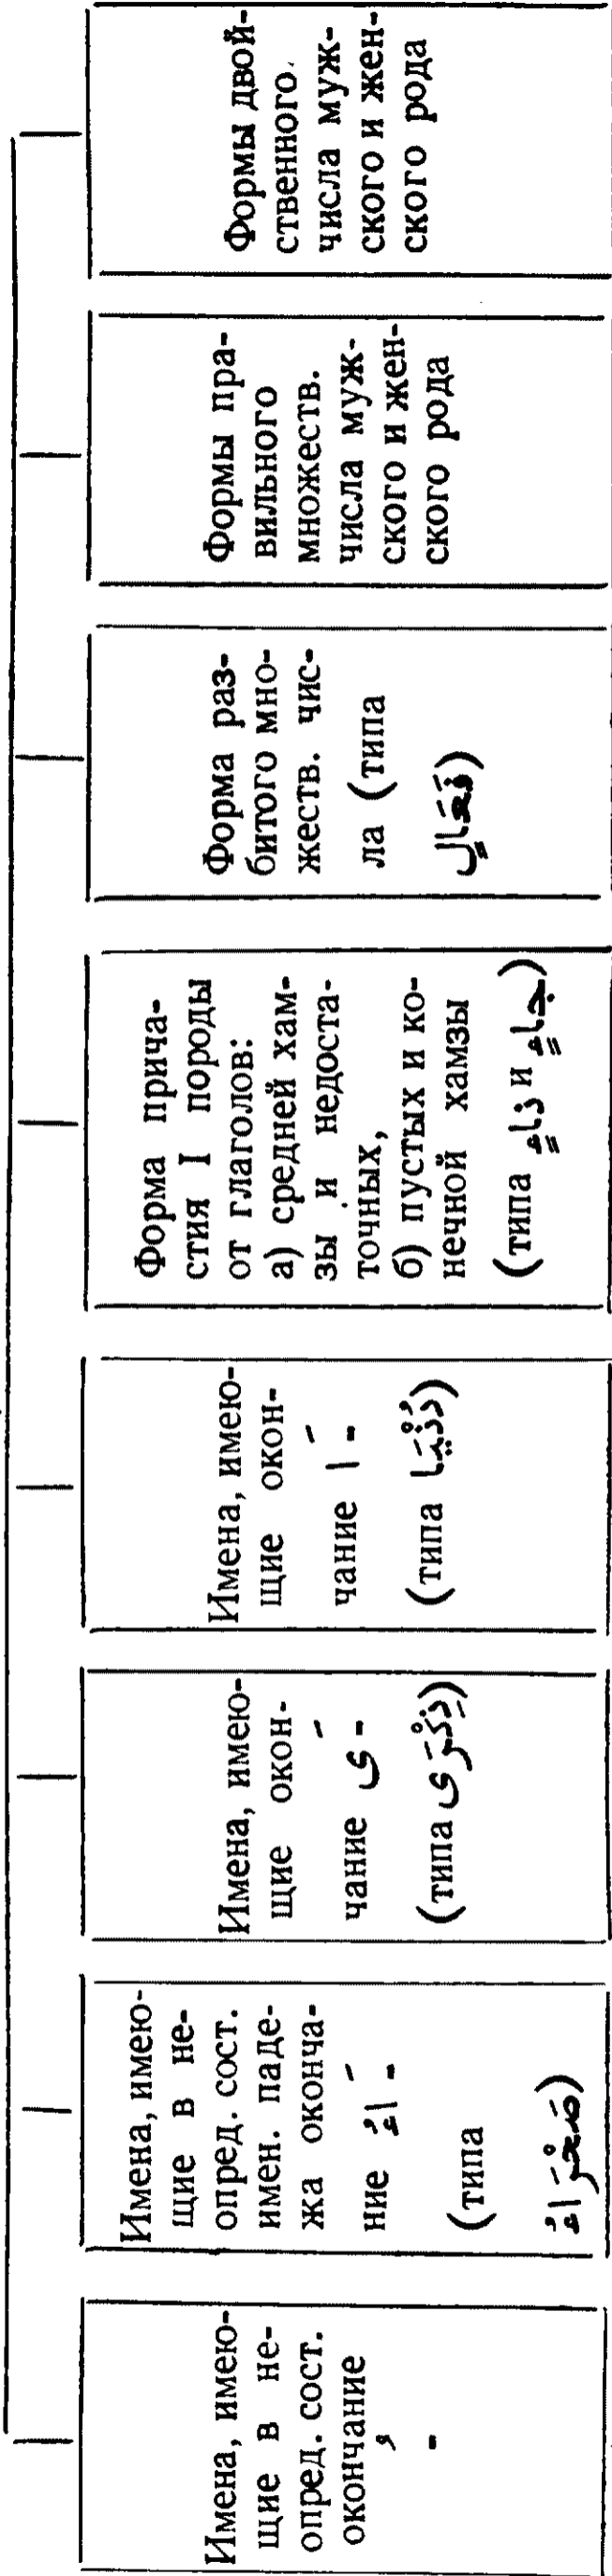 Имена, имею-
щие в не-
опред. сост.
окончание
ـُ
Имена, имею-
щие в не-
опред. сост.
имен. паде-
жа оконча-
ние ـَاءُ
(типа
صَحْرَاءُ)
Имена, имею-
щие окон-
чание ـَى
(типа ذِكْرَى)
Имена, имею-
щие окон-
чание ـَا
(типа دُنْيَا)
Форма прича-
стия I породы
от глаголов:
а) средней хам-
зы и недоста-
точных,
б) пустых и ко-
нечной хамзы
(типа نَاءٍ и جَاءٍ)
Форма раз-
битого мно-
жеств. чис-
ла (типа
فَعَالٍ)
Формы пра-
вильного
множеств.
числа муж-
ского и жен-
ского рода
Формы двой-
ственного
числа муж-
ского и жен-
ского рода